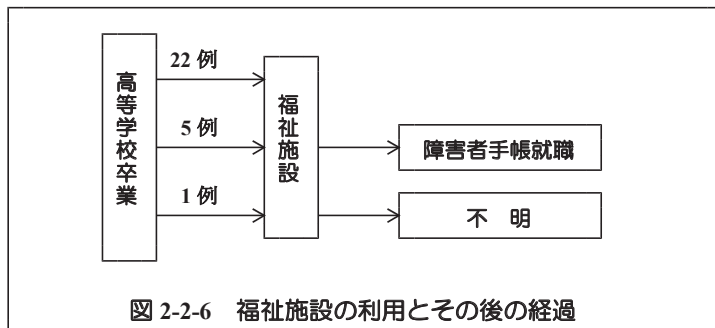 高等学校卒業
22 例
5 例
1 例
福祉施設
障害者手帳就職
不 明
図 2-2-6 福祉施設の利用とその後の経過